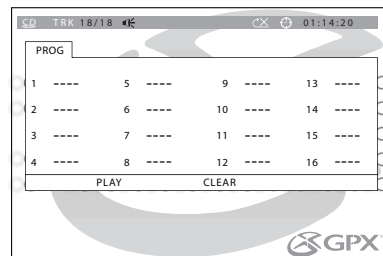 CD TRK 18/18 01:14:20
PROG
1 ---- 5 ---- 9 ---- 13 ----
2 ---- 6 ---- 10 ---- 14 ----
3 ---- 7 ---- 11 ---- 15 ----
4 ---- 8 ---- 12 ---- 16 ----
PLAY CLEAR
GPX